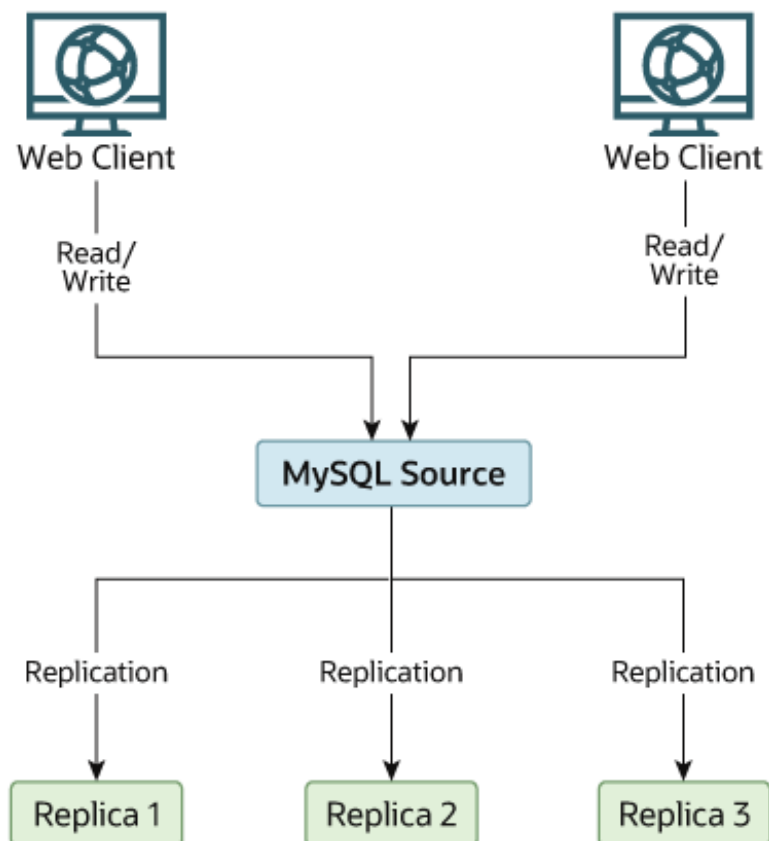 Web Client
Web Client
Read/
Write
Read/
Write
MySQL Source
Replication
Replication
Replication
Replica 1
Replica 2
Replica 3